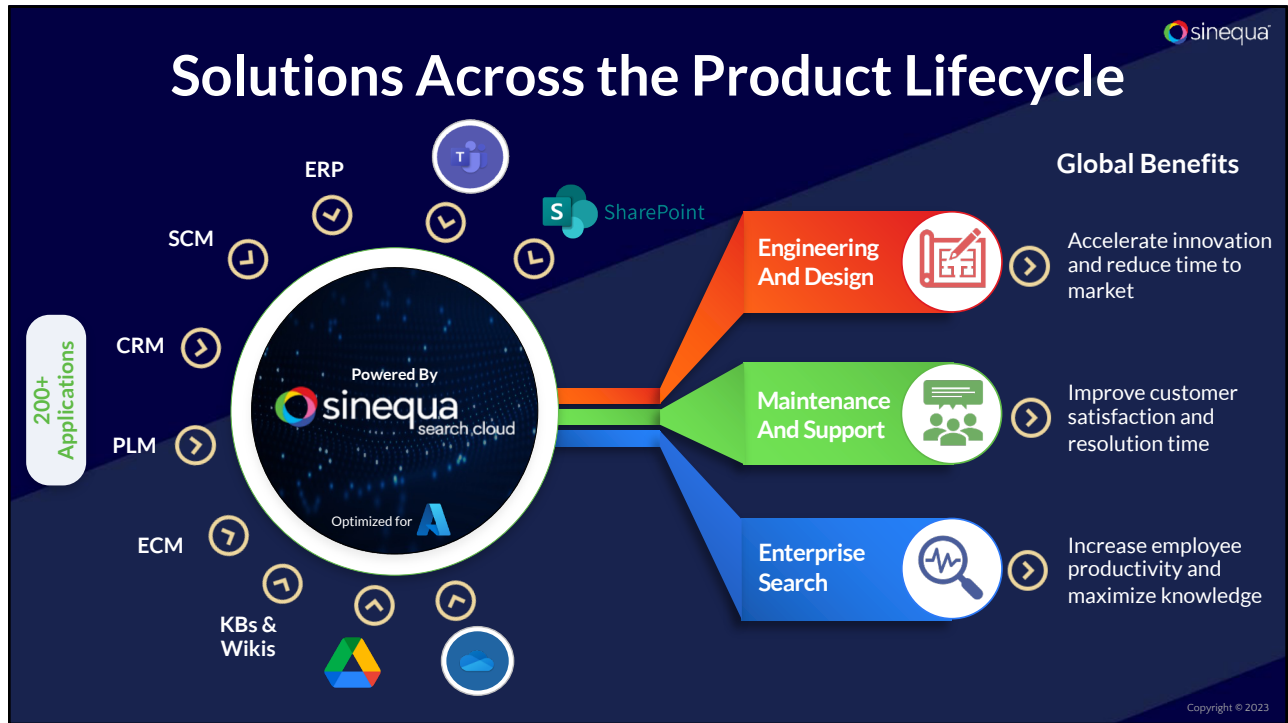 sinequa
Solutions Across the Product Lifecycle
ERP
T
S
SharePoint
SCM
CRM
200+
Applications
PLM
ECM
KBs &
Wikis
Powered By
sinequa
search cloud
Optimized for
Global Benefits
Engineering
And Design
Accelerate innovation
and reduce time to
market
Maintenance
And Support
Improve customer
satisfaction and
resolution time
Enterprise
Search
Increase employee
productivity and
maximize knowledge
Copyright © 2023